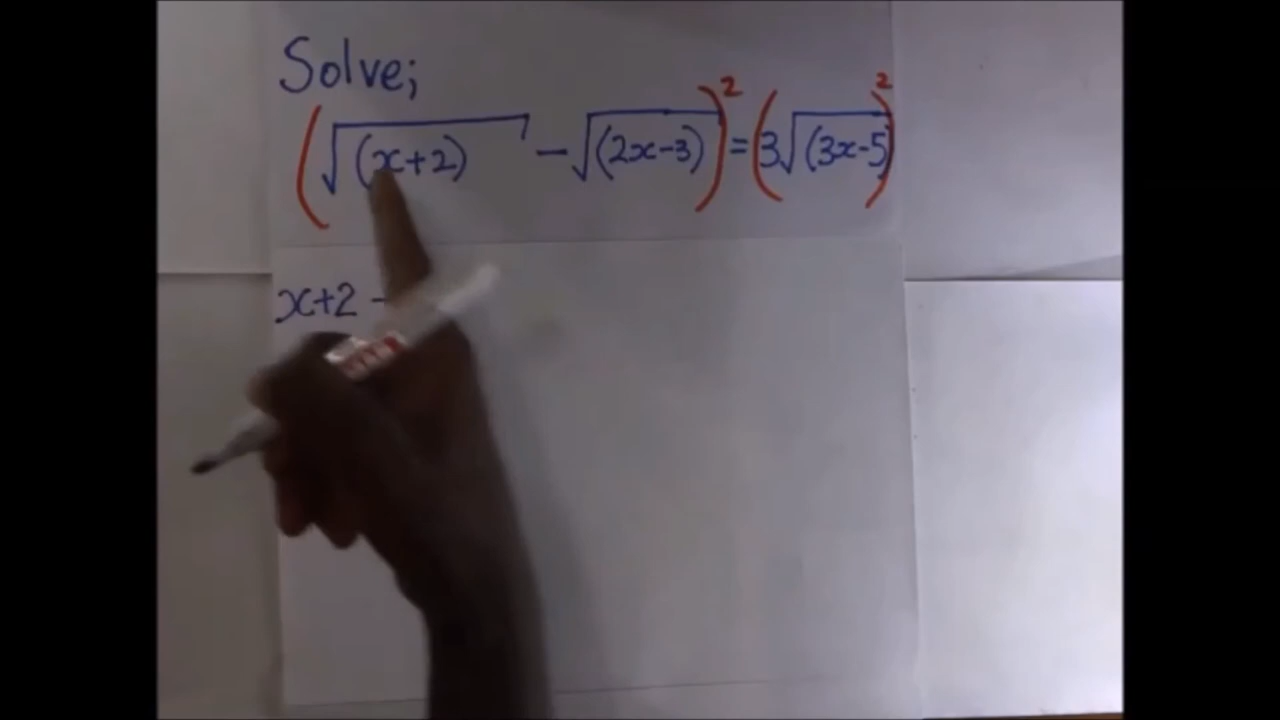 Solve;
(√(x+2) - √(2x-3))² = (3√(3x-5))²
x+2 -